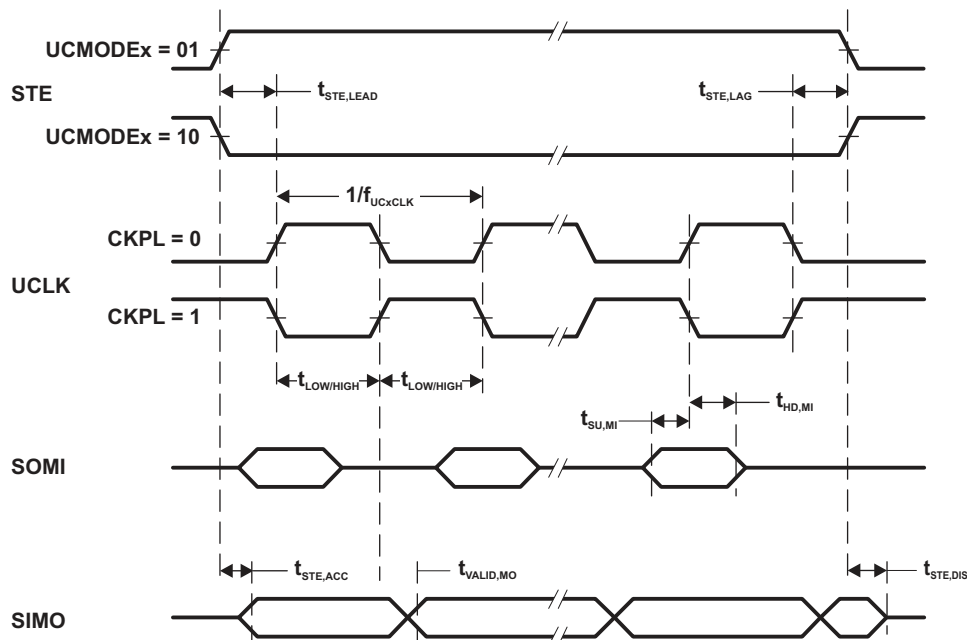 UCMODEx = 01
STE
t_STE,LEAD
t_STE,LAG
UCMODEx = 10
1/f_UCxCLK
CKPL = 0
UCLK
CKPL = 1
t_LOW/HIGH t_LOW/HIGH
t_HD,MI
t_SU,MI
SOMI
t_STE,ACC
t_VALID,MO
t_STE,DIS
SIMO